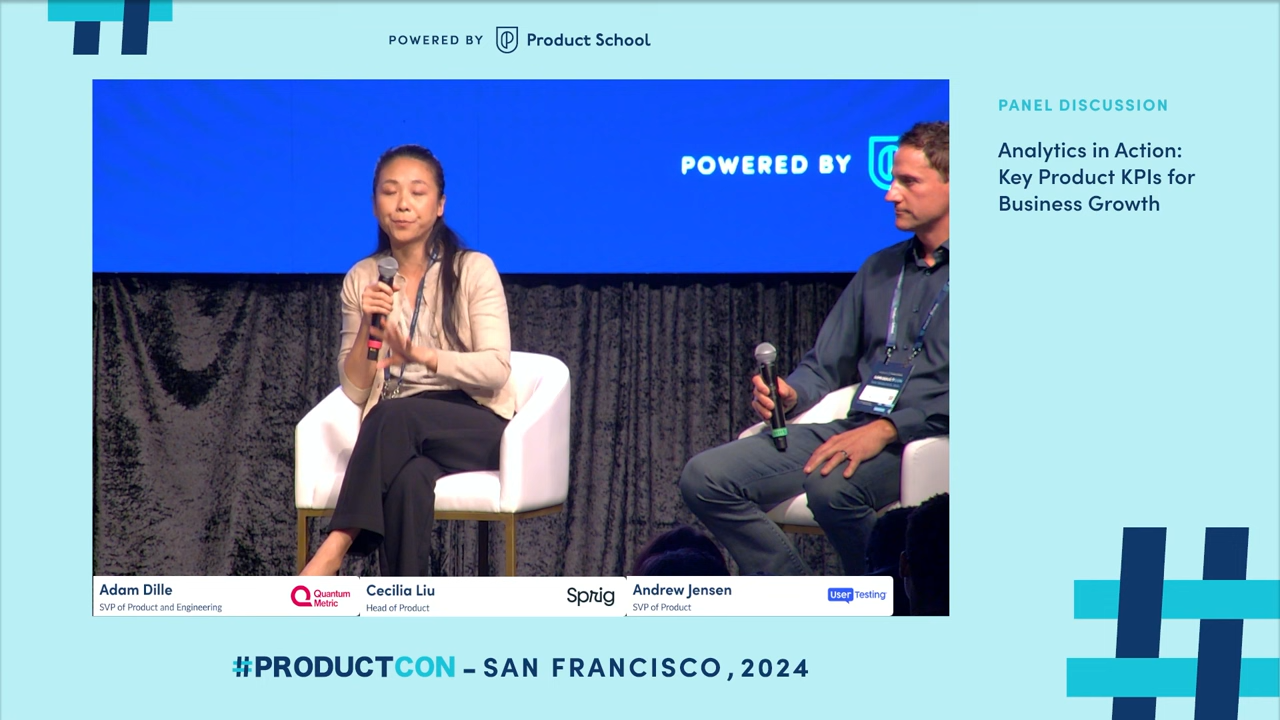 POWERED BY Product School
PANEL DISCUSSION
Analytics in Action:
Key Product KPIs for
Business Growth
POWERED BY
Adam Dille
SVP of Product and Engineering
Quantum
Metric
Cecilia Liu
Head of Product
Sprig
Andrew Jensen
SVP of Product
User Testing
#PRODUCTCON – SAN FRANCISCO, 2024